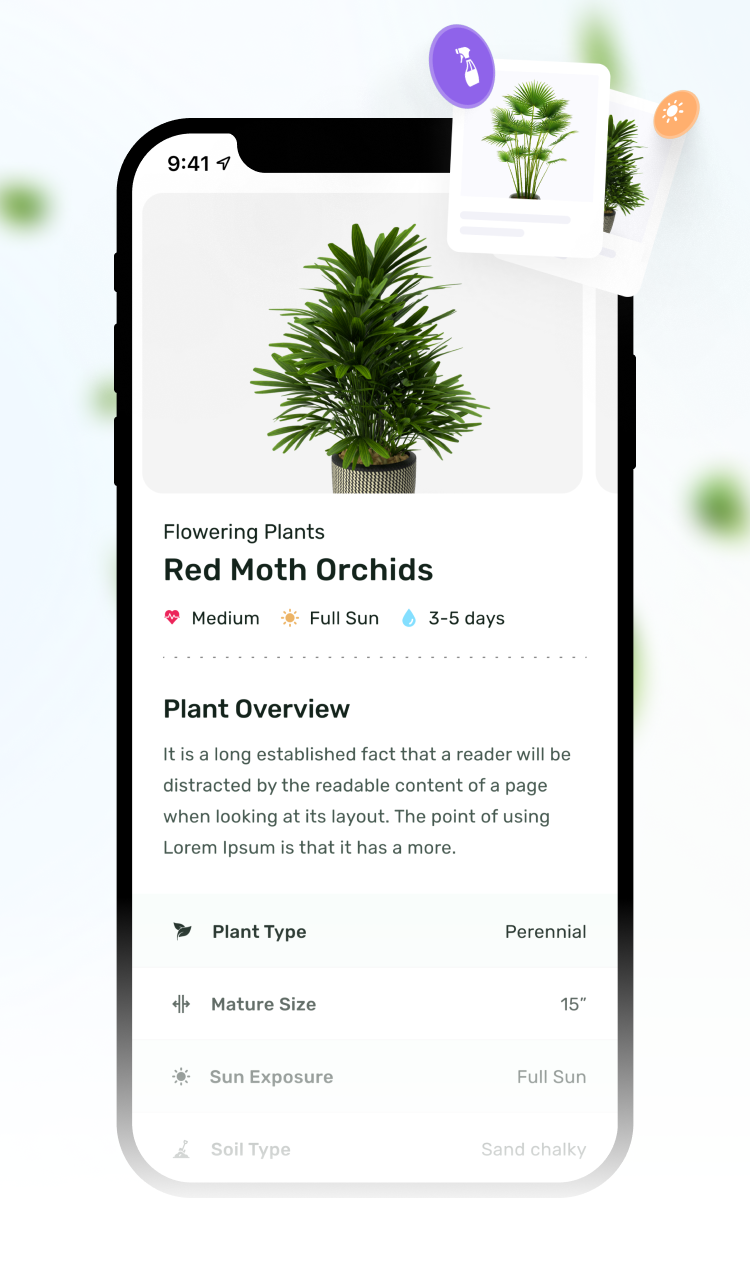 9:41
Flowering Plants
Red Moth Orchids
Medium Full Sun 3-5 days
Plant Overview
It is a long established fact that a reader will be
distracted by the readable content of a page
when looking at its layout. The point of using
Lorem Ipsum is that it has a more.
Plant Type Perennial
Mature Size 15”
Sun Exposure Full Sun
Soil Type Sand chalky